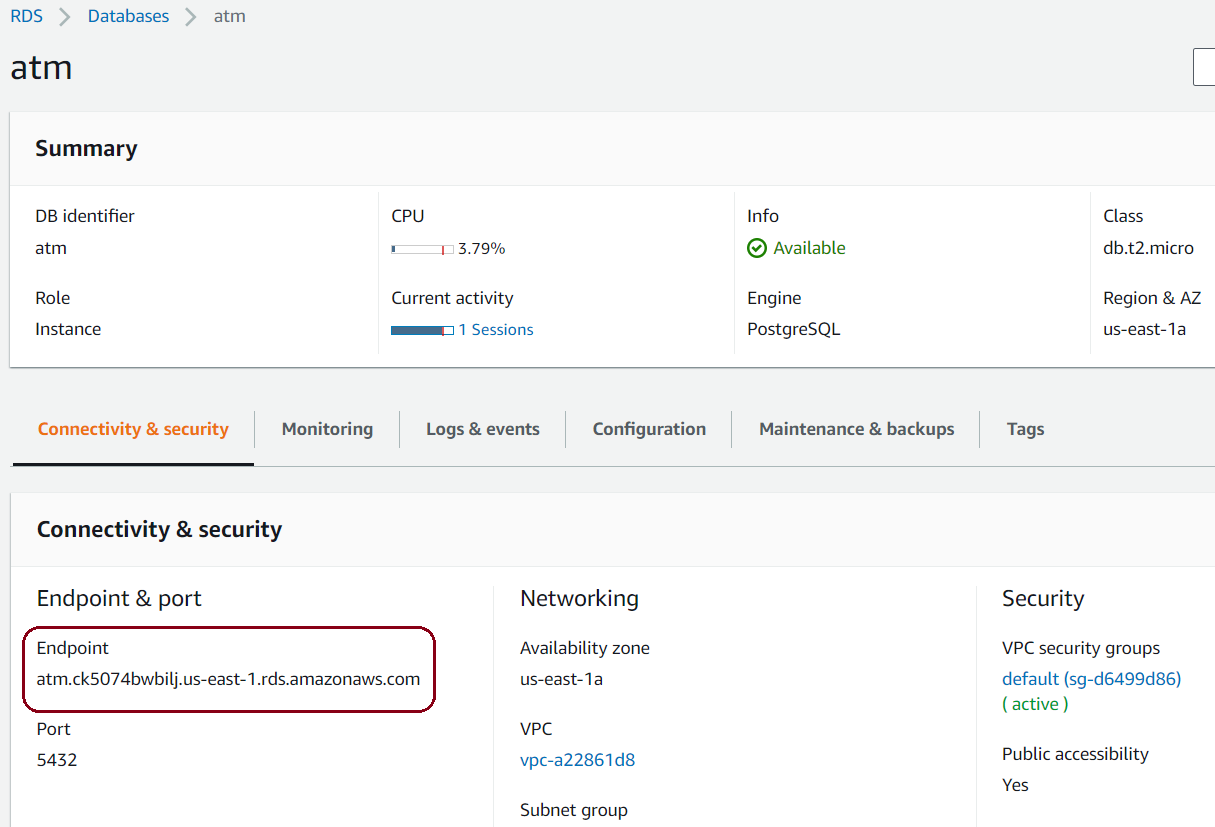 RDS > Databases > atm
atm
Summary
DB identifier
atm
CPU
3.79%
Info
Available
Class
db.t2.micro
Role
Instance
Current activity
1 Sessions
Engine
PostgreSQL
Region & AZ
us-east-1a
Connectivity & security
Monitoring
Logs & events
Configuration
Maintenance & backups
Tags
Connectivity & security
Endpoint & port
Endpoint
atm.ck5074bwbilj.us-east-1.rds.amazonaws.com
Port
5432
Networking
Availability zone
us-east-1a
VPC
vpc-a22861d8
Subnet group
Security
VPC security groups
default (sg-d6499d86)
( active )
Public accessibility
Yes